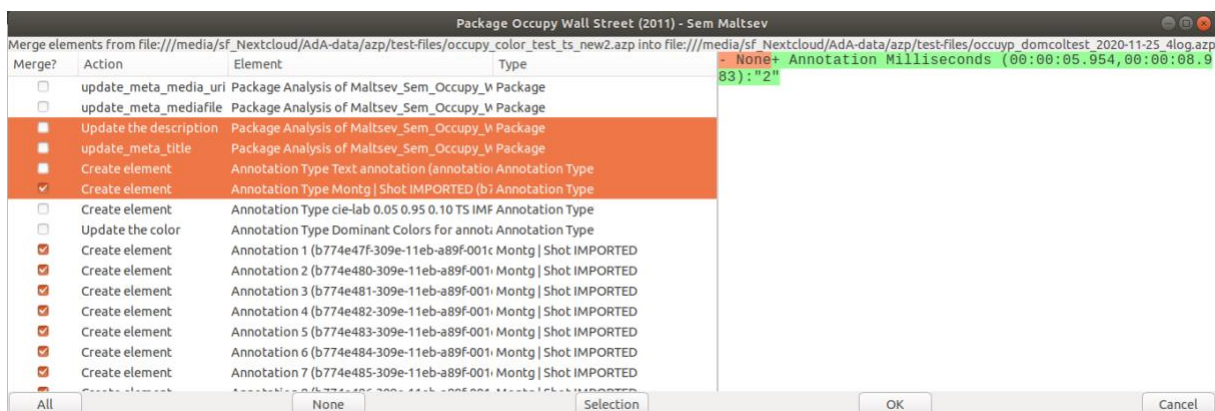 Package Occupy Wall Street (2011) - Sem Maltsev
Merge elements from file:///media/sf_Nextcloud/AdA-data/azp/test-files/occupy_color_test_ts_new2.azp into file:///media/sf_Nextcloud/AdA-data/azp/test-files/occuyp_domcoltest_2020-11-25_4log.azp
Merge? Action Element Type
update_meta_media_uri Package Analysis of Maltsev_Sem_Occupy_W Package
update_meta_mediafile Package Analysis of Maltsev_Sem_Occupy_W Package
Update the description Package Analysis of Maltsev_Sem_Occupy_W Package
update_meta_title Package Analysis of Maltsev_Sem_Occupy_W Package
Create element Annotation Type Text annotation (annotation Annotation Type
Create element Annotation Type Montg | Shot IMPORTED (b7 Annotation Type
Create element Annotation Type cie-lab 0.05 0.95 0.10 TS IMF Annotation Type
Update the color Annotation Type Dominant Colors for annota Annotation Type
Create element Annotation 1 (b774e47f-309e-11eb-a89f-001c Montg | Shot IMPORTED
Create element Annotation 2 (b774e480-309e-11eb-a89f-001 Montg | Shot IMPORTED
Create element Annotation 3 (b774e481-309e-11eb-a89f-001 Montg | Shot IMPORTED
Create element Annotation 4 (b774e482-309e-11eb-a89f-001 Montg | Shot IMPORTED
Create element Annotation 5 (b774e483-309e-11eb-a89f-001 Montg | Shot IMPORTED
Create element Annotation 6 (b774e484-309e-11eb-a89f-001 Montg | Shot IMPORTED
Create element Annotation 7 (b774e485-309e-11eb-a89f-001 Montg | Shot IMPORTED
- None+ Annotation Milliseconds (00:00:05.954,00:00:08.9
83):"2"
All None Selection OK Cancel